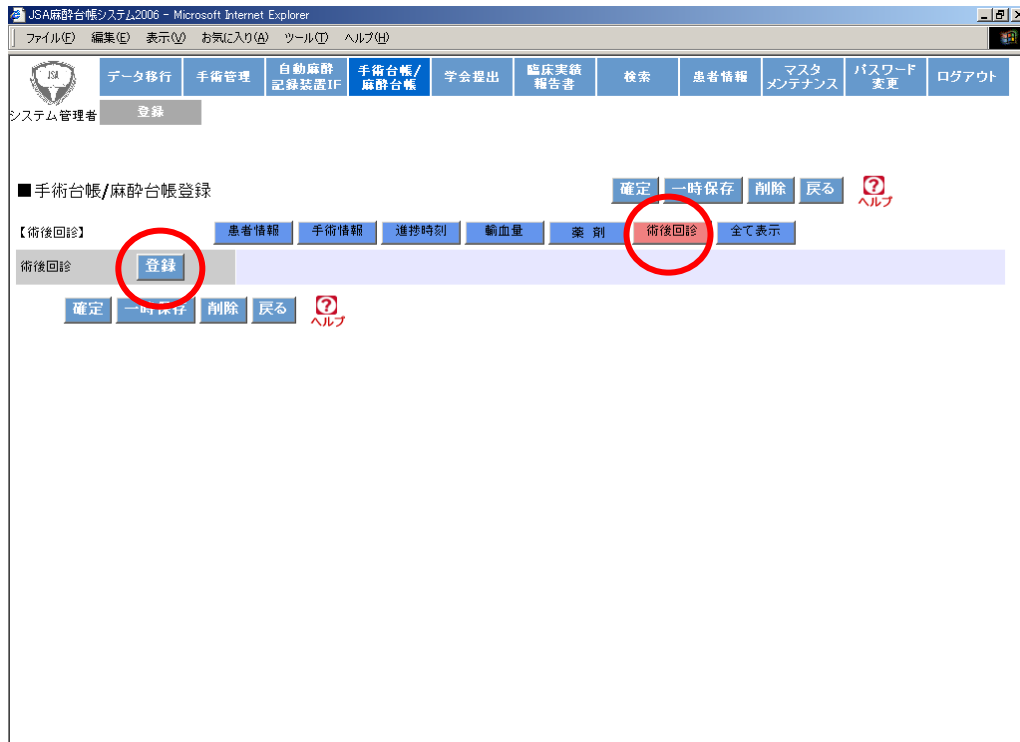 JSA麻酔台帳システム2006 - Microsoft Internet Explorer
ファイル(F) 編集(E) 表示(V) お気に入り(A) ツール(T) ヘルプ(H)
JSA
データ移行 手術管理 自動麻酔記録装置IF 手術台帳/麻酔台帳 学会提出 臨床実績報告書 検索 患者情報 マスタメンテナンス パスワード変更 ログアウト
システム管理者 登録
■手術台帳/麻酔台帳登録 確定 一時保存 削除 戻る ヘルプ
【術後回診】 患者情報 手術情報 進捗時刻 輸血量 薬 剤 術後回診 全て表示
術後回診 登録
確定 一時保存 削除 戻る ヘルプ